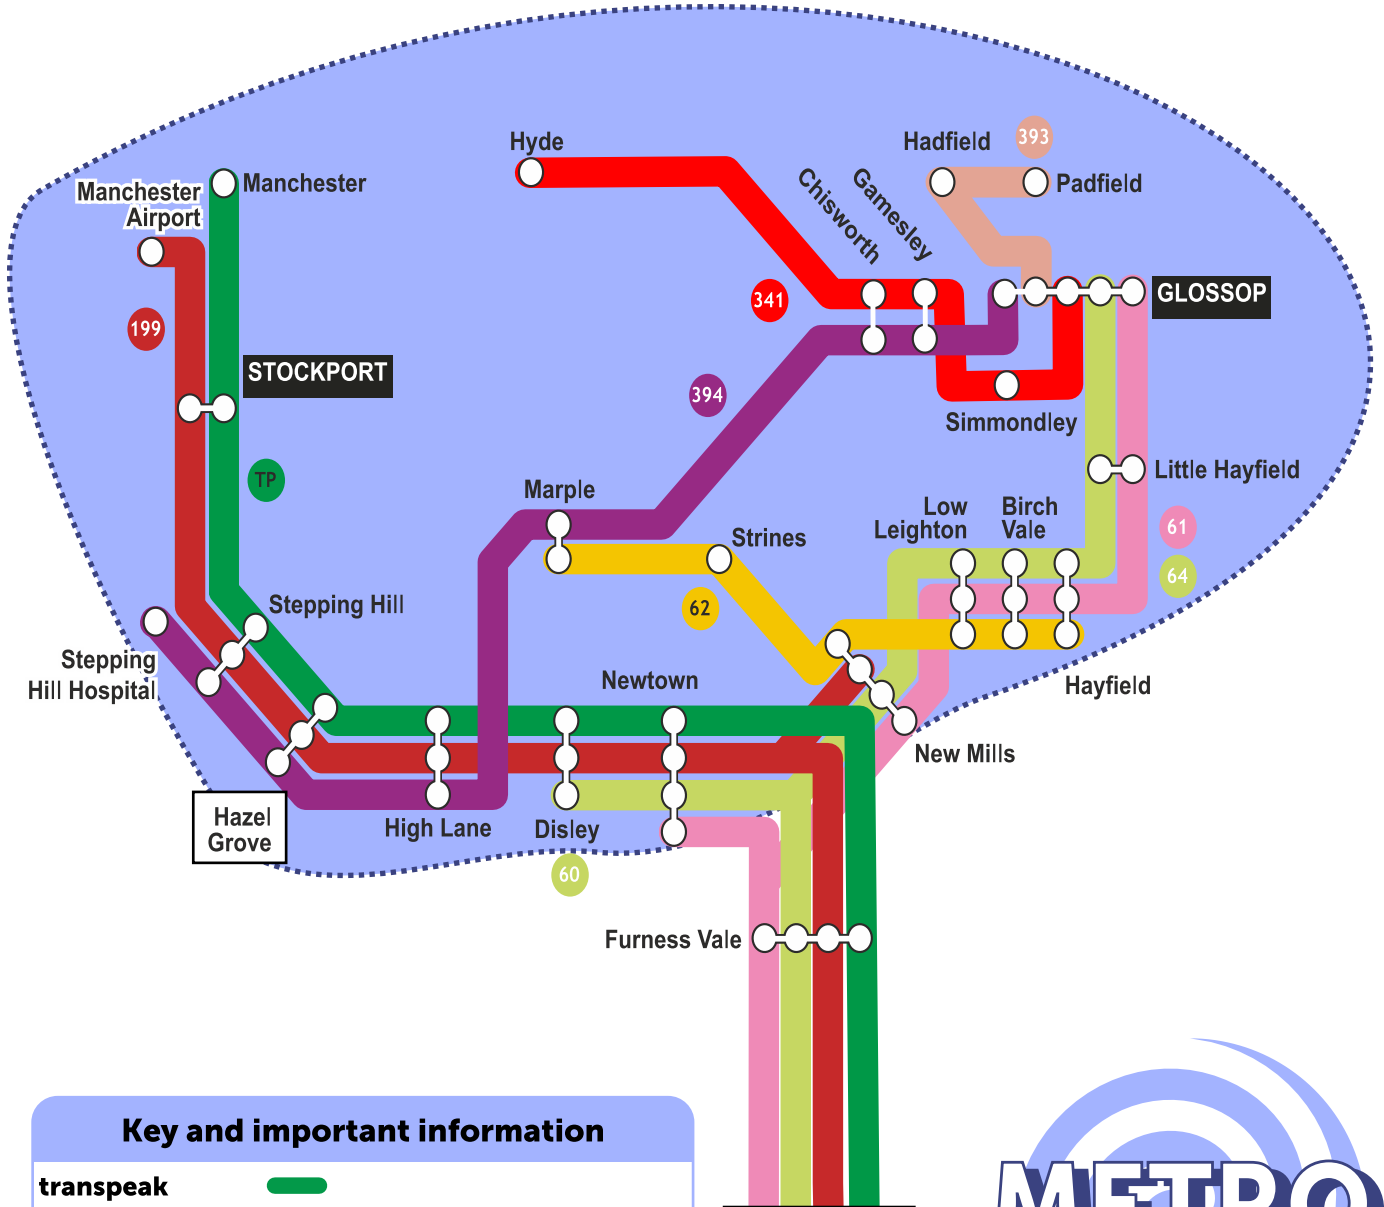 Hyde
Hadfield
393
Manchester
Airport
Manchester
Chisworth
Gamesley
Padfield
199
341
GLOSSOP
STOCKPORT
394
Simmondley
TP
Marple
Little Hayfield
Low
Leighton
Birch
Vale
Strines
61
64
Stepping Hill
62
Stepping
Hill Hospital
Newtown
Hayfield
New Mills
Hazel
Grove
High Lane
Disley
60
Furness Vale
Key and important information
transpeak
METRO